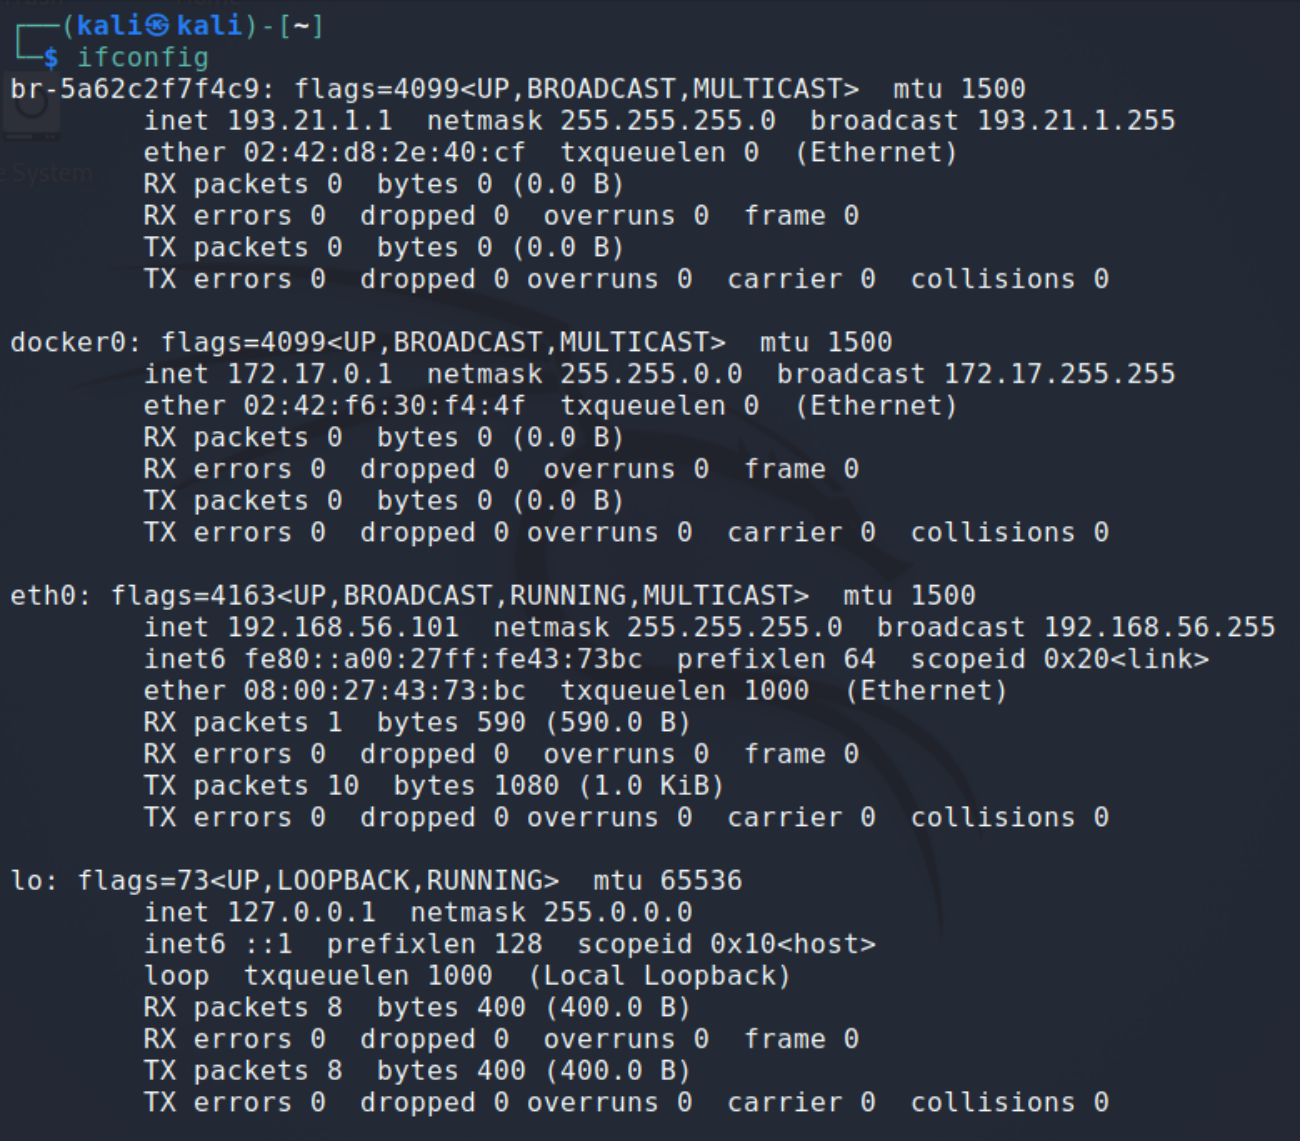 (kali㉿kali)-[~]
$ ifconfig
br-5a62c2f7f4c9: flags=4099<UP,BROADCAST,MULTICAST>  mtu 1500
        inet 193.21.1.1  netmask 255.255.255.0  broadcast 193.21.1.255
        ether 02:42:d8:2e:40:cf  txqueuelen 0  (Ethernet)
        RX packets 0  bytes 0 (0.0 B)
        RX errors 0  dropped 0  overruns 0  frame 0
        TX packets 0  bytes 0 (0.0 B)
        TX errors 0  dropped 0 overruns 0  carrier 0  collisions 0

docker0: flags=4099<UP,BROADCAST,MULTICAST>  mtu 1500
        inet 172.17.0.1  netmask 255.255.0.0  broadcast 172.17.255.255
        ether 02:42:f6:30:f4:4f  txqueuelen 0  (Ethernet)
        RX packets 0  bytes 0 (0.0 B)
        RX errors 0  dropped 0  overruns 0  frame 0
        TX packets 0  bytes 0 (0.0 B)
        TX errors 0  dropped 0 overruns 0  carrier 0  collisions 0

eth0: flags=4163<UP,BROADCAST,RUNNING,MULTICAST>  mtu 1500
        inet 192.168.56.101  netmask 255.255.255.0  broadcast 192.168.56.255
        inet6 fe80::a00:27ff:fe43:73bc  prefixlen 64  scopeid 0x20<link>
        ether 08:00:27:43:73:bc  txqueuelen 1000  (Ethernet)
        RX packets 1  bytes 590 (590.0 B)
        RX errors 0  dropped 0  overruns 0  frame 0
        TX packets 10  bytes 1080 (1.0 KiB)
        TX errors 0  dropped 0 overruns 0  carrier 0  collisions 0

lo: flags=73<UP,LOOPBACK,RUNNING>  mtu 65536
        inet 127.0.0.1  netmask 255.0.0.0
        inet6 ::1  prefixlen 128  scopeid 0x10<host>
        loop  txqueuelen 1000  (Local Loopback)
        RX packets 8  bytes 400 (400.0 B)
        RX errors 0  dropped 0  overruns 0  frame 0
        TX packets 8  bytes 400 (400.0 B)
        TX errors 0  dropped 0 overruns 0  carrier 0  collisions 0
System